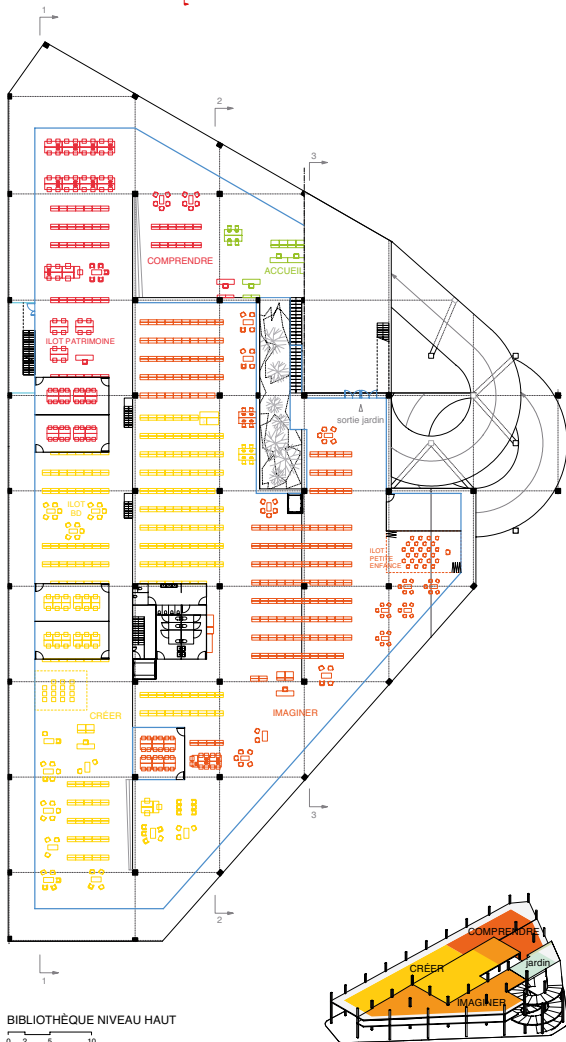 1
2
3
COMPRENDRE
ACCUEIL
ILOT PATRIMOINE
sortie jardin
ILOT
BD
ILOT
PETITE
ENFANCE
CRÉER
IMAGINER
3
2
1
COMPRENDRE
CRÉER
jardin
IMAGINER
BIBLIOTHÈQUE NIVEAU HAUT
0 2 5 10